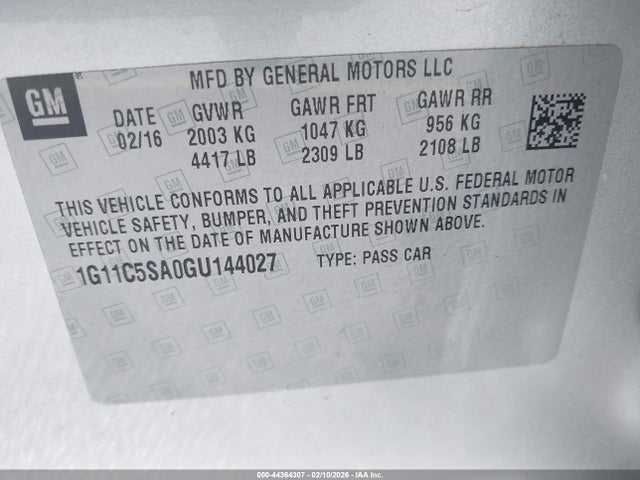 GM
MFD BY GENERAL MOTORS LLC
DATE GVWR GAWR FRT GAWR RR
02/16 2003 KG 1047 KG 956 KG
4417 LB 2309 LB 2108 LB
THIS VEHICLE CONFORMS TO ALL APPLICABLE U.S. FEDERAL MOTOR
VEHICLE SAFETY, BUMPER, AND THEFT PREVENTION STANDARDS IN
EFFECT ON THE DATE OF MANUFACTURE SHOWN ABOVE.
1G11C5SA0GU144027 TYPE: PASS CAR
000-44364307 - 02/10/2026 - IAA Inc.